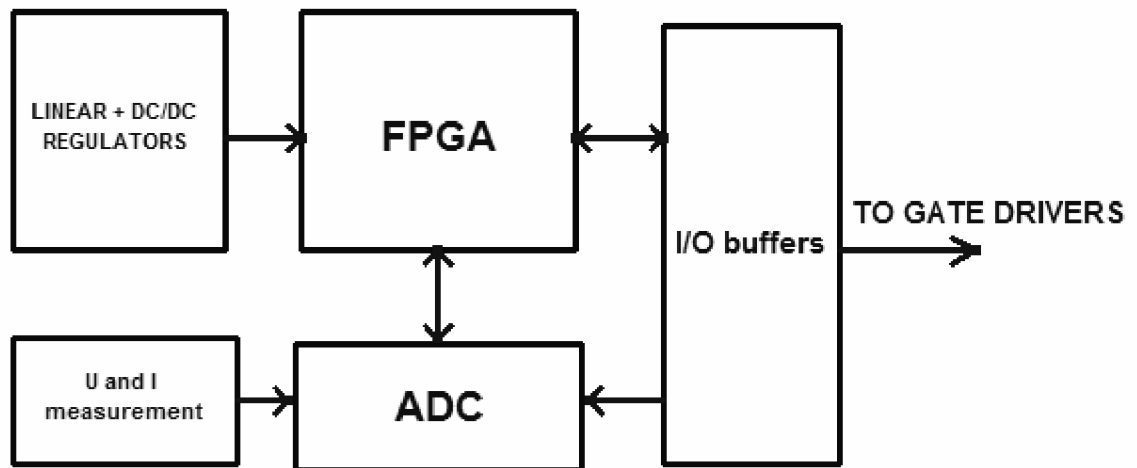 LINEAR + DC/DC
REGULATORS
FPGA
TO GATE DRIVERS
I/O buffers
U and I
measurement
ADC